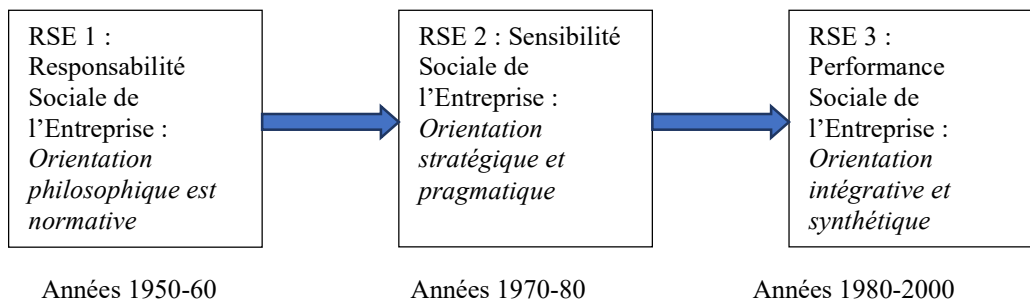 RSE 1 :
Responsabilité
Sociale de
l'Entreprise :
Orientation
philosophique est
normative
RSE 2 : Sensibilité
Sociale de
l'Entreprise :
Orientation
stratégique et
pragmatique
RSE 3 :
Performance
Sociale de
l'Entreprise :
Orientation
intégrative et
synthétique
Années 1950-60
Années 1970-80
Années 1980-2000